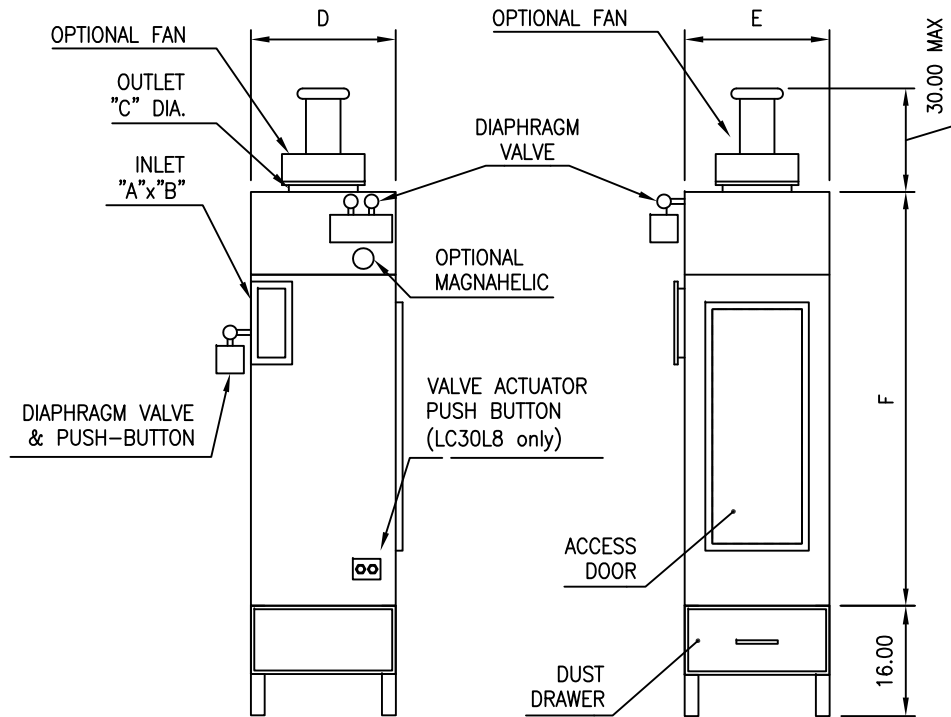 D
OPTIONAL FAN
OUTLET
"C" DIA.
INLET
"A"x"B"
DIAPHRAGM
VALVE
OPTIONAL
MAGNAHELIC
DIAPHRAGM VALVE
& PUSH-BUTTON
VALVE ACTUATOR
PUSH BUTTON
(LC30L8 only)
OPTIONAL FAN
E
30.00 MAX
F
ACCESS
DOOR
DUST
DRAWER
16.00